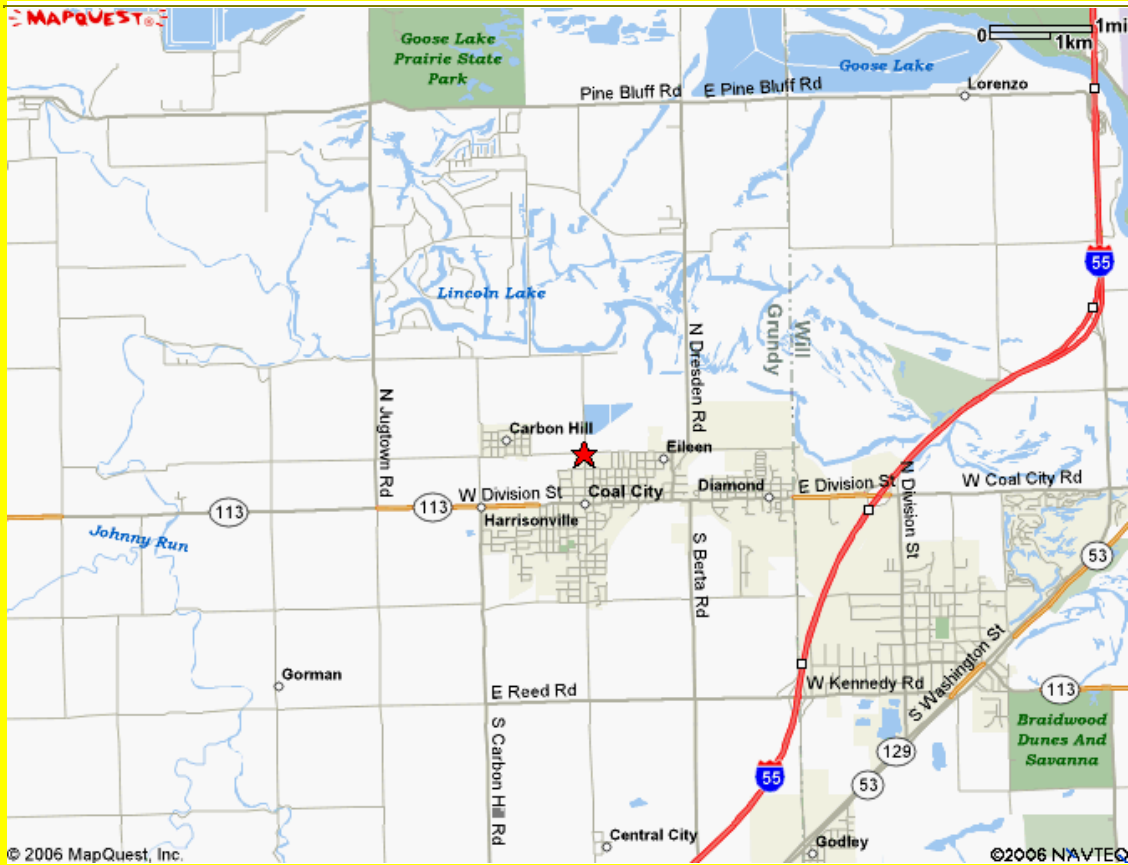 MAPQUEST
Goose Lake
Prairie State
Park
0
1mi
1km
Goose Lake
Pine Bluff Rd
E Pine Bluff Rd
Lorenzo
55
Lincoln Lake
N Dresden Rd
Grundy
Will
N Jugtown Rd
Carbon Hill
Eileen
W Division St
Coal City
Diamond
E Division St
N Division St
W Coal City Rd
113
113
Harrisonville
Johnny Run
53
S Berta Rd
Gorman
E Reed Rd
W Kennedy Rd
S Washington St
113
Braidwood
Dunes And
Savanna
S Carbon Hill Rd
129
55
53
Central City
Godley
© 2006 MapQuest, Inc.
©2006 NAVTEQ